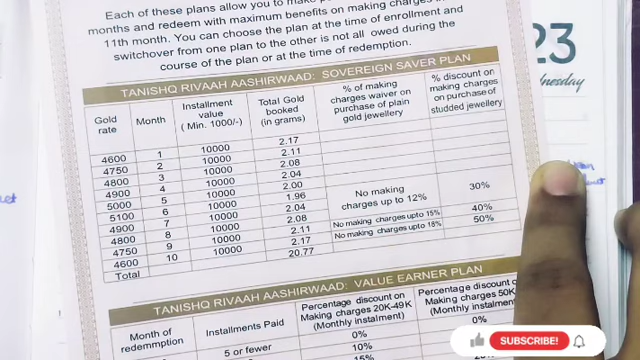 Each of these plans allow you to make
months and redeem with maximum benefits on making charges
11th month. You can choose the plan at the time of enrollment and
switchover from one plan to the other is not all owed during the
course of the plan or at the time of redemption.
TANISHQ RIVAAH AASHIRWAAD: SOVEREIGN SAVER PLAN
Gold rate Month Installment value ( Min. 1000/-) Total Gold booked (in grams) % of making charges waiver on purchase of plain gold jewellery % discount on making charges on purchase of studded jewellery
4600 1 10000 2.17
4750 2 10000 2.11
4800 3 10000 2.08
4900 4 10000 2.04
5000 5 10000 2.00
5100 6 10000 1.96 No making charges up to 12% 30%
4900 7 10000 2.04
4800 8 10000 2.08 No making charges upto 15% 40%
4750 9 10000 2.11 No making charges upto 18% 50%
4600 10 10000 2.17
Total 20.77
TANISHQ RIVAAH AASHIRWAAD: VALUE EARNER PLAN
Month of redemmption Installments Paid Percentage discount on Making charges 20K-49K (Monthly instalment) Percentage discount on Making charges 50K (Monthly instalment)
5 or fewer 0% 0%
10%
15%
23
SUBSCRIBE!